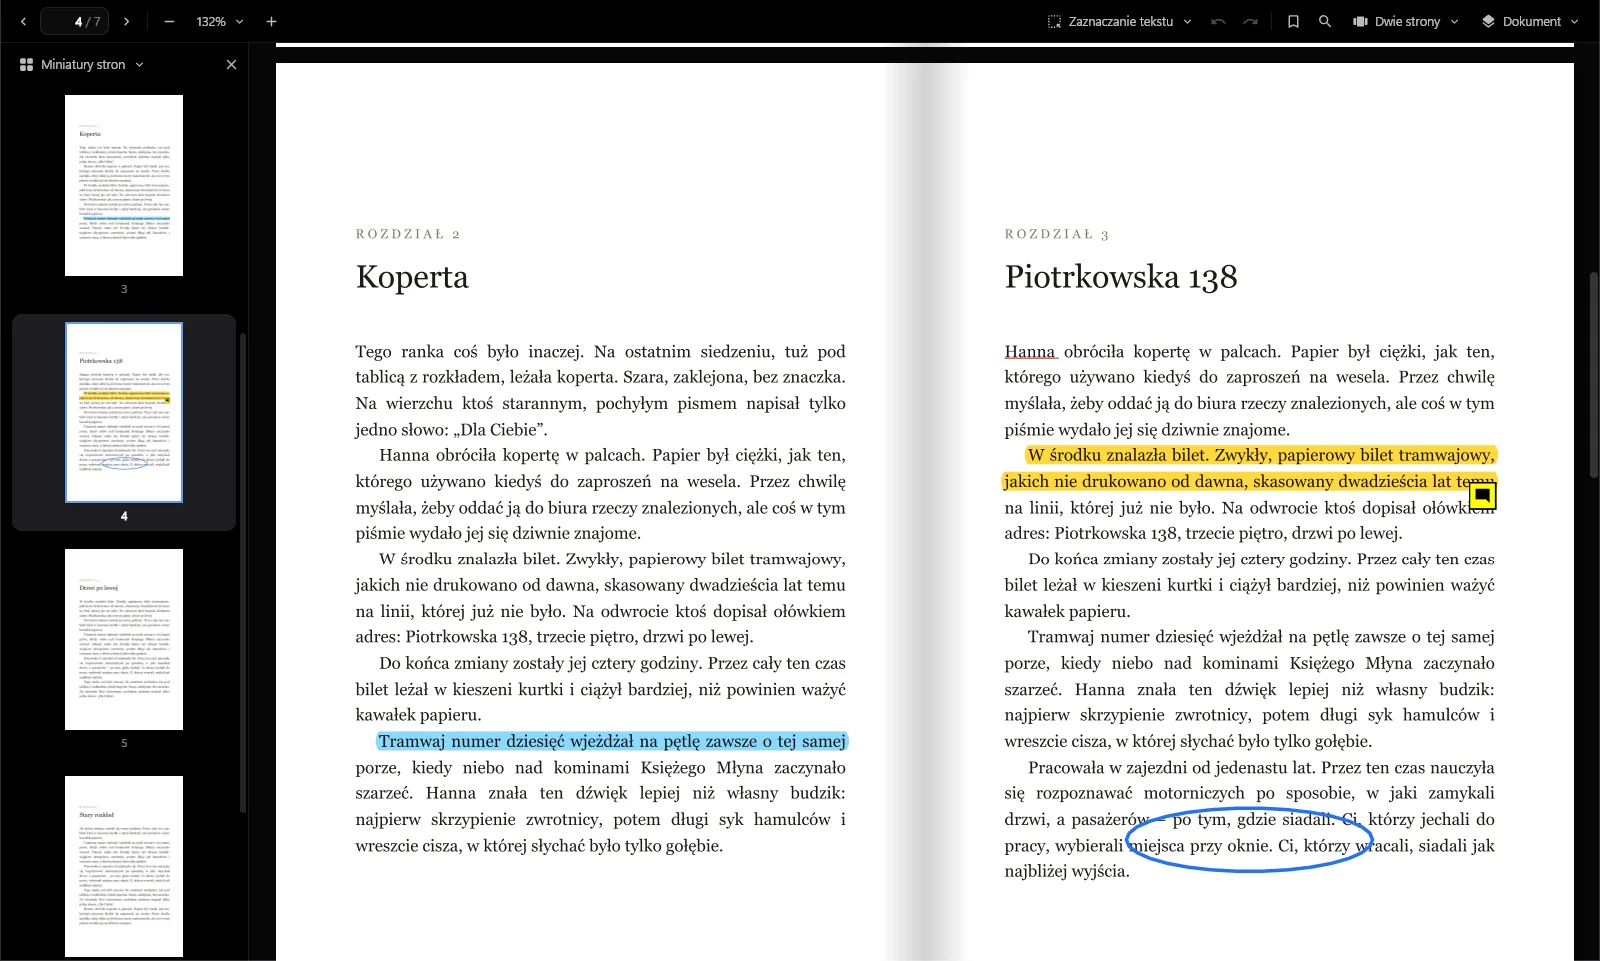 4 / 7
132%
Zaznaczanie tekstu
Dwie strony
Dokument
Miniatury stron
Koperta
3
Piotrkowska 138
4
Drzwi po lewej
5
Stary rozkład
ROZDZIAŁ 2
Koperta
Tego ranka coś było inaczej. Na ostatnim siedzeniu, tuż pod
tablicą z rozkładem, leżała koperta. Szara, zaklejona, bez znaczka.
Na wierzchu ktoś starannym, pochyłym pismem napisał tylko
jedno słowo: „Dla Ciebie”.
Hanna obróciła kopertę w palcach. Papier był ciężki, jak ten,
którego używano kiedyś do zaproszeń na wesela. Przez chwilę
myślała, żeby oddać ją do biura rzeczy znalezionych, ale coś w tym
piśmie wydało jej się dziwnie znajome.
W środku znalazła bilet. Zwykły, papierowy bilet tramwajowy,
jakich nie drukowano od dawna, skasowany dwadzieścia lat temu
na linii, której już nie było. Na odwrocie ktoś dopisał ołówkiem
adres: Piotrkowska 138, trzecie piętro, drzwi po lewej.
Do końca zmiany zostały jej cztery godziny. Przez cały ten czas
bilet leżał w kieszeni kurtki i ciążył bardziej, niż powinien ważyć
kawałek papieru.
Tramwaj numer dziesięć wjeżdżał na pętlę zawsze o tej samej
porze, kiedy niebo nad kominami Księżego Młyna zaczynało
szarzeć. Hanna znała ten dźwięk lepiej niż własny budzik:
najpierw skrzypienie zwrotnicy, potem długi syk hamulców i
wreszcie cisza, w której słychać było tylko gołębie.
ROZDZIAŁ 3
Piotrkowska 138
Hanna obróciła kopertę w palcach. Papier był ciężki, jak ten,
którego używano kiedyś do zaproszeń na wesela. Przez chwilę
myślała, żeby oddać ją do biura rzeczy znalezionych, ale coś w tym
piśmie wydało jej się dziwnie znajome.
W środku znalazła bilet. Zwykły, papierowy bilet tramwajowy,
jakich nie drukowano od dawna, skasowany dwadzieścia lat temu
na linii, której już nie było. Na odwrocie ktoś dopisał ołówkiem
adres: Piotrkowska 138, trzecie piętro, drzwi po lewej.
Do końca zmiany zostały jej cztery godziny. Przez cały ten czas
bilet leżał w kieszeni kurtki i ciążył bardziej, niż powinien ważyć
kawałek papieru.
Tramwaj numer dziesięć wjeżdżał na pętlę zawsze o tej samej
porze, kiedy niebo nad kominami Księżego Młyna zaczynało
szarzeć. Hanna znała ten dźwięk lepiej niż własny budzik:
najpierw skrzypienie zwrotnicy, potem długi syk hamulców i
wreszcie cisza, w której słychać było tylko gołębie.
Pracowała w zajezdni od jedenastu lat. Przez ten czas nauczyła
się rozpoznawać motorniczych po sposobie, w jaki zamykali
drzwi, a pasażerów – po tym, gdzie siadali. Ci, którzy jechali do
pracy, wybierali miejsca przy oknie. Ci, którzy wracali, siadali jak
najbliżej wyjścia.